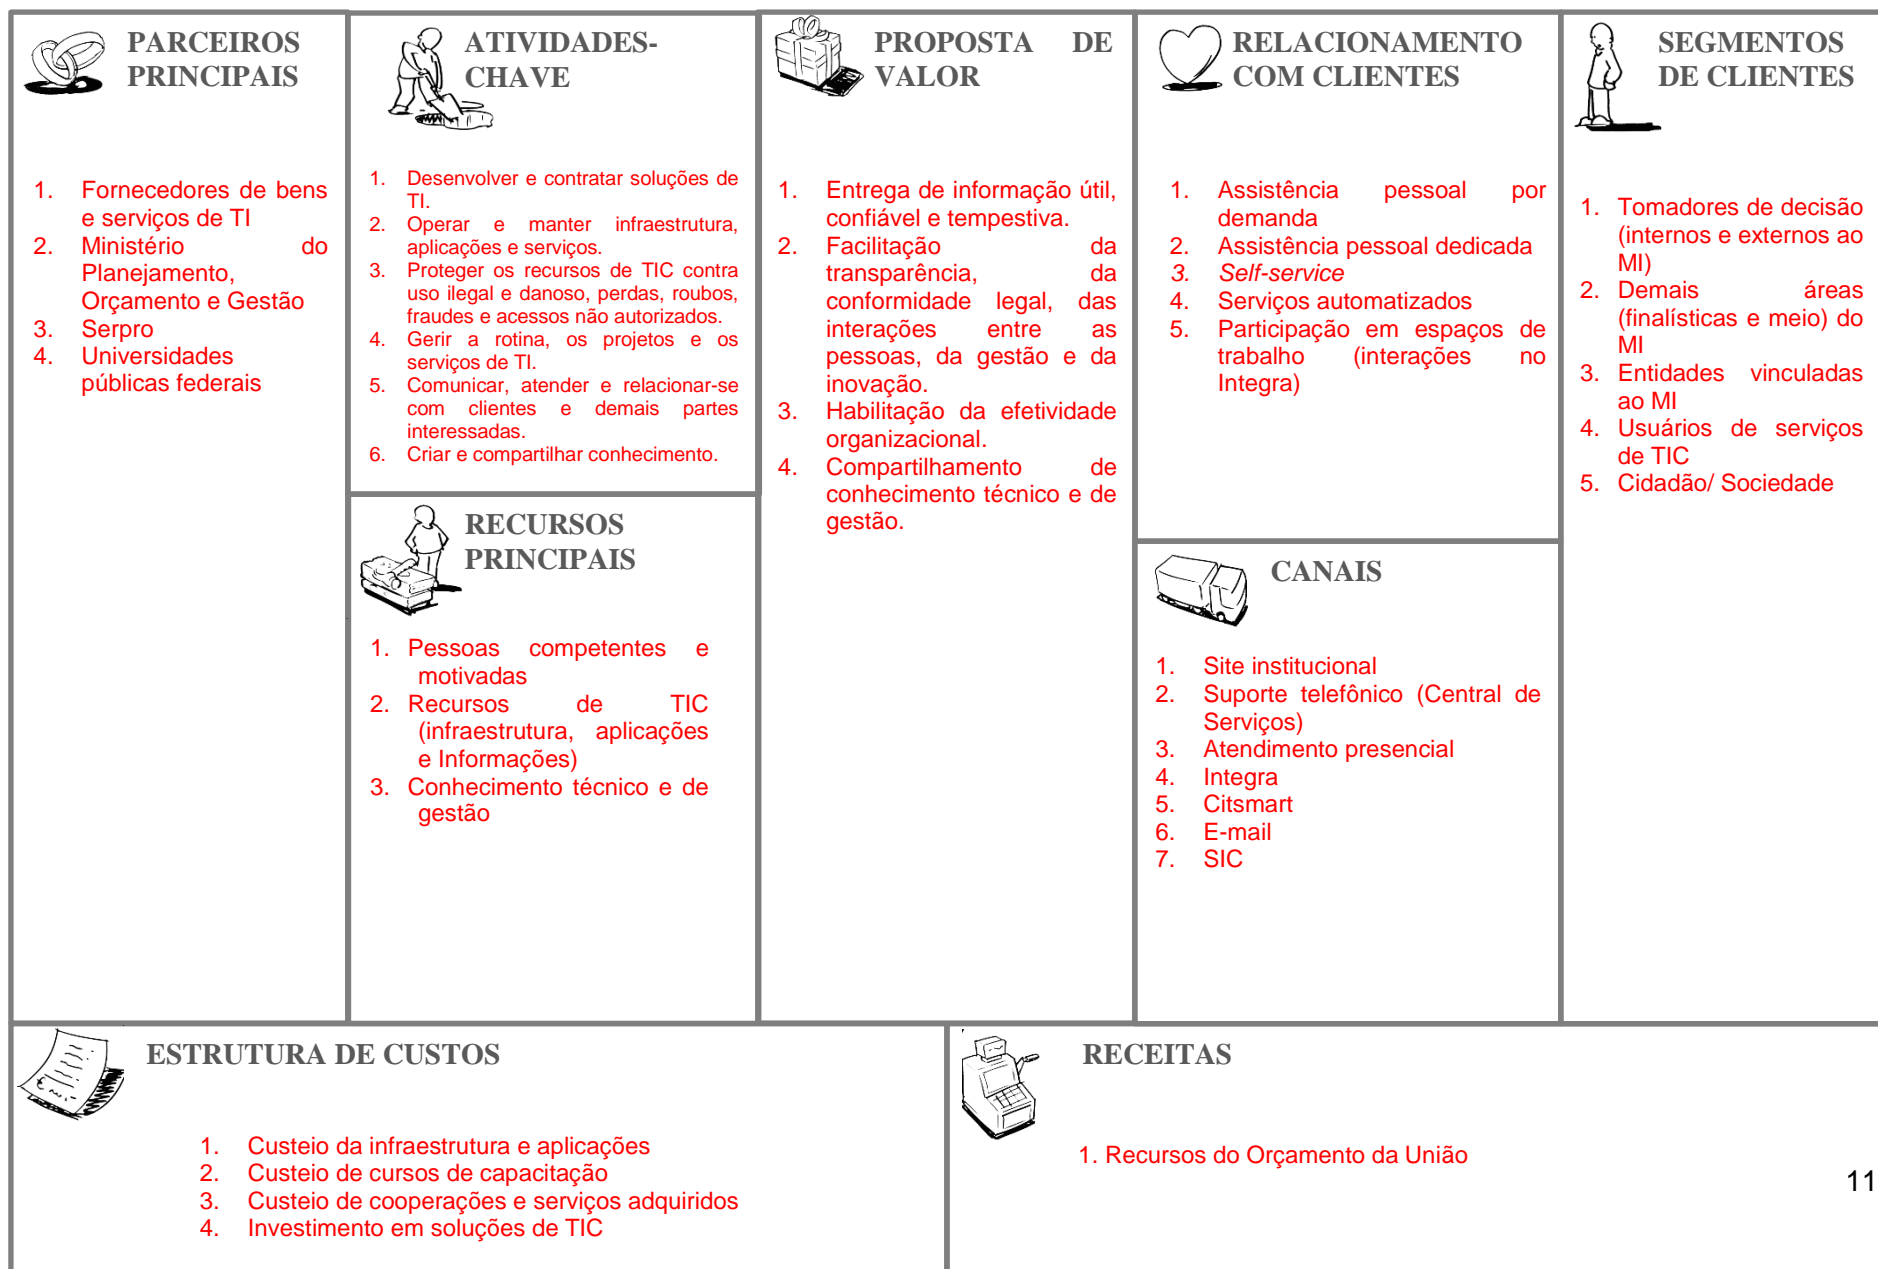 PARCEIROS
PRINCIPAIS
1. Fornecedores de bens
e serviços de TI
2. Ministério do
Planejamento,
Orçamento e Gestão
3. Serpro
4. Universidades
públicas federais
ATIVIDADES-
CHAVE
1. Desenvolver e contratar soluções de
TI.
2. Operar e manter infraestrutura,
aplicações e serviços.
3. Proteger os recursos de TIC contra
uso ilegal e danoso, perdas, roubos,
fraudes e acessos não autorizados.
4. Gerir a rotina, os projetos e os
serviços de TI.
5. Comunicar, atender e relacionar-se
com clientes e demais partes
interessadas.
6. Criar e compartilhar conhecimento.
RECURSOS
PRINCIPAIS
1. Pessoas competentes e
motivadas
2. Recursos de TIC
(infraestrutura, aplicações
e Informações)
3. Conhecimento técnico e de
gestão
PROPOSTA DE
VALOR
1. Entrega de informação útil,
confiável e tempestiva.
2. Facilitação da
transparência, da
conformidade legal, das
interações entre as
pessoas, da gestão e da
inovação.
3. Habilitação da efetividade
organizacional.
4. Compartilhamento de
conhecimento técnico e de
gestão.
RELACIONAMENTO
COM CLIENTES
1. Assistência pessoal por
demanda
2. Assistência pessoal dedicada
3. Self-service
4. Serviços automatizados
5. Participação em espaços de
trabalho (interações no
Integra)
CANAIS
1. Site institucional
2. Suporte telefônico (Central de
Serviços)
3. Atendimento presencial
4. Integra
5. Citsmart
6. E-mail
7. SIC
SEGMENTOS
DE CLIENTES
1. Tomadores de decisão
(internos e externos ao
MI)
2. Demais áreas
(finalísticas e meio) do
MI
3. Entidades vinculadas
ao MI
4. Usuários de serviços
de TIC
5. Cidadão/ Sociedade
ESTRUTURA DE CUSTOS
1. Custeio da infraestrutura e aplicações
2. Custeio de cursos de capacitação
3. Custeio de cooperações e serviços adquiridos
4. Investimento em soluções de TIC
RECEITAS
1. Recursos do Orçamento da União
11